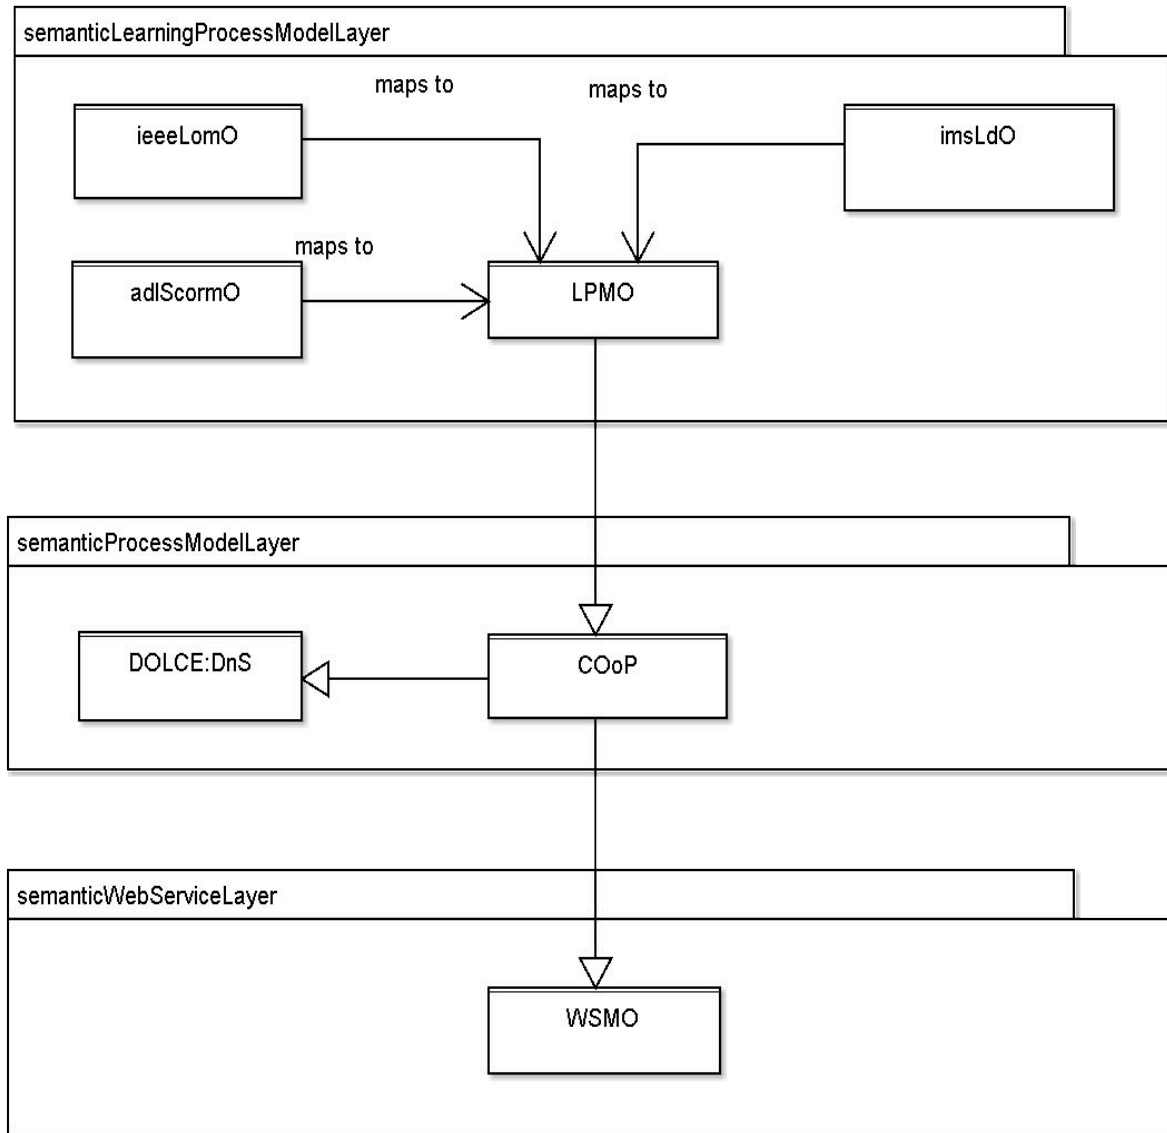 semanticLearningProcessModelLayer
maps to
maps to
ieeeLomO
imsLdO
maps to
adlScormO
LPMO
semanticProcessModelLayer
DOLCE:DnS
COoP
semanticWebServiceLayer
WSMO